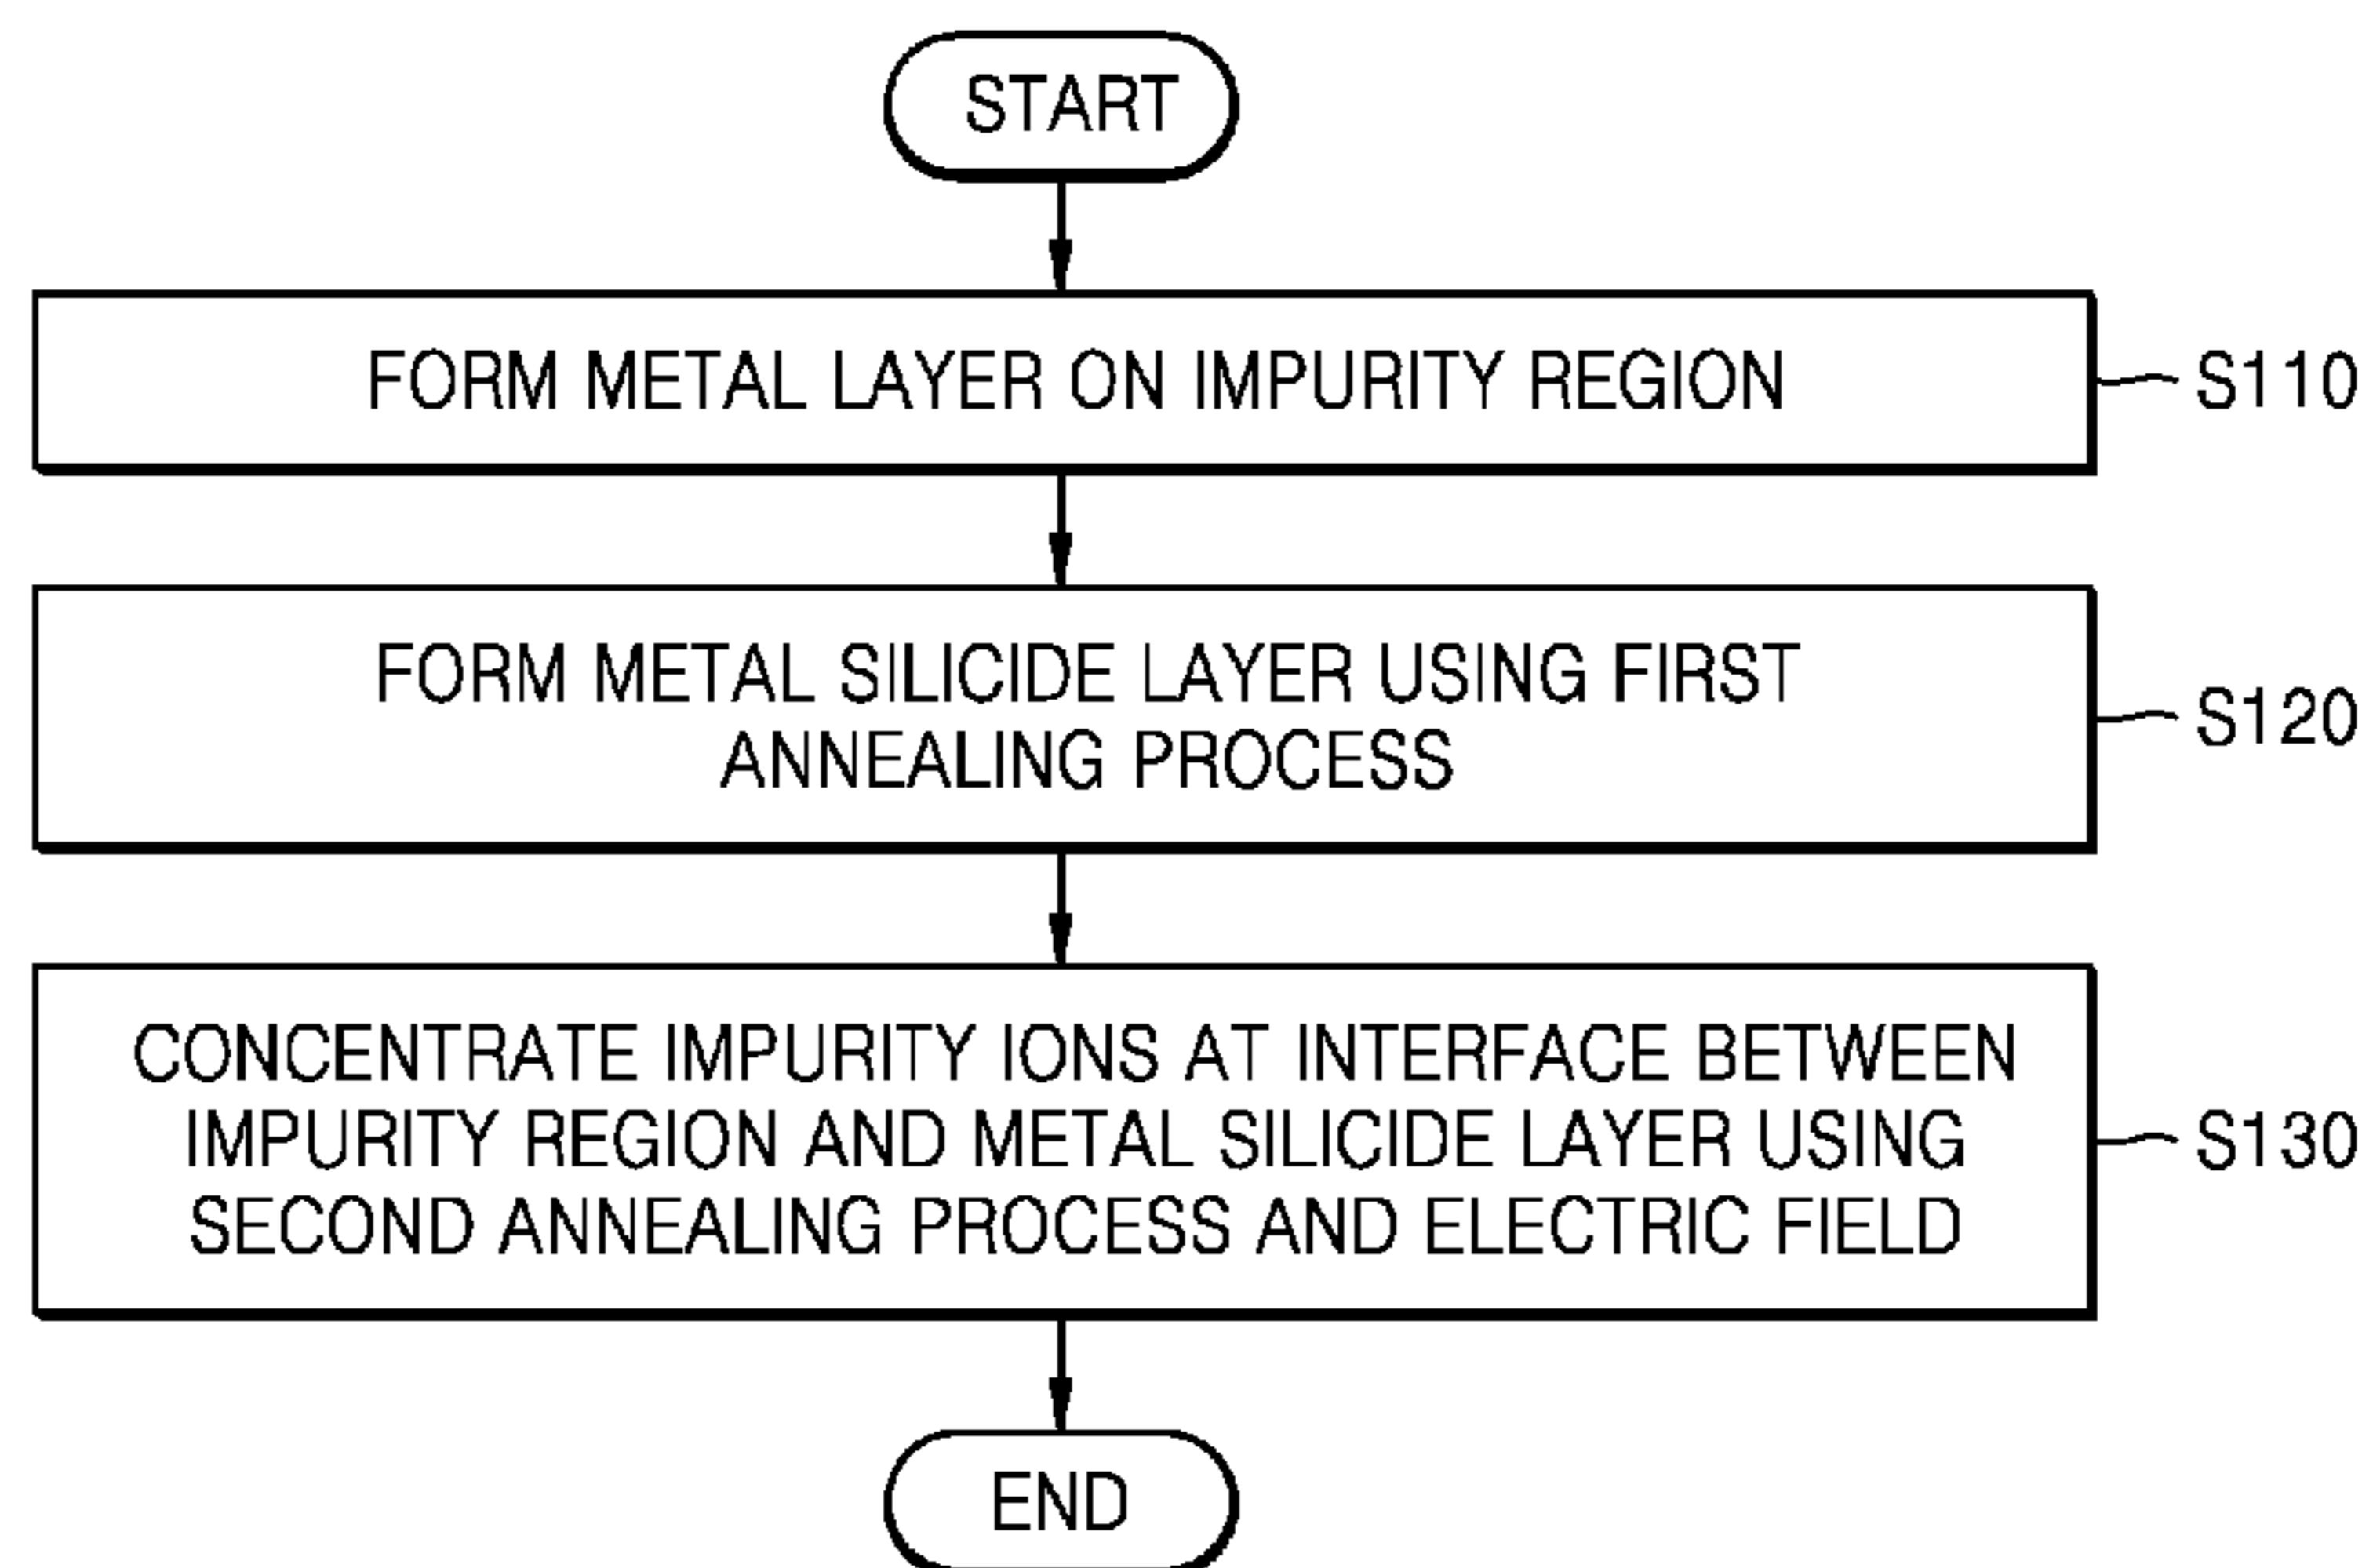 START
FORM METAL LAYER ON IMPURITY REGION
S110
FORM METAL SILICIDE LAYER USING FIRST
ANNEALING PROCESS
S120
CONCENTRATE IMPURITY IONS AT INTERFACE BETWEEN
IMPURITY REGION AND METAL SILICIDE LAYER USING
SECOND ANNEALING PROCESS AND ELECTRIC FIELD
S130
END